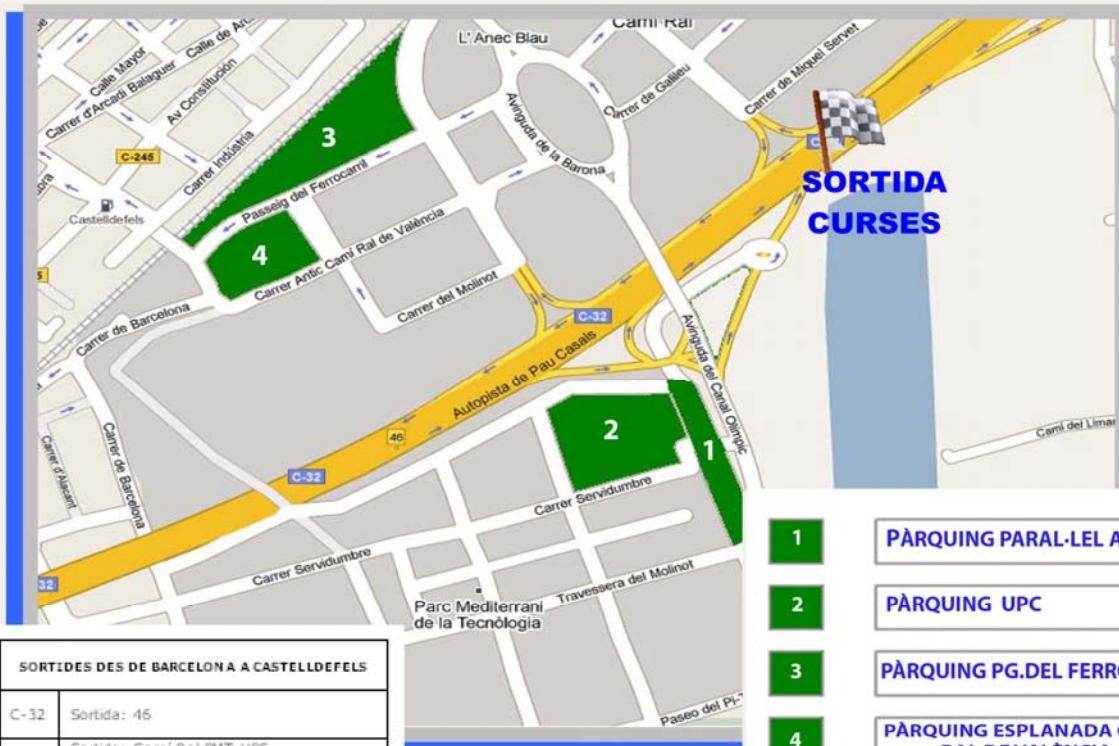 Camí Ral
L' Anec Blau
Calle de Ar
Calle Mayor
Carrer d'Arcadi Balaguer
Av Constitución
Carrer de Galileu
Carrer de Miquel Servet
Avinguda de la Barona
C-245
Carrer Indústria
3
Passeig del Ferrocarril
Castelldefels
4
Carrer Antic Camí Ral de València
Carrer del Molinot
SORTIDA
CURSES
C-32
Carrer de Barcelona
Autopista de Pau Casals
Avinguda del Canal Olímpic
46
2
1
Carrer d'Alacant
Carrer de Barcelona
C-32
Carrer Servidumbre
Carrer Servidumbre
32
Travessera del Molinot
Parc Mediterrani
de la Tecnòlogia
Paseo del Pi-T
1 PÀRQUING PARAL·LEL A
2 PÀRQUING UPC
3 PÀRQUING PG.DEL FERRO
4 PÀRQUING ESPLANADA
SORTIDES DES DE BARCELONA A CASTELLDEFELS
C-32 Sortida: 46